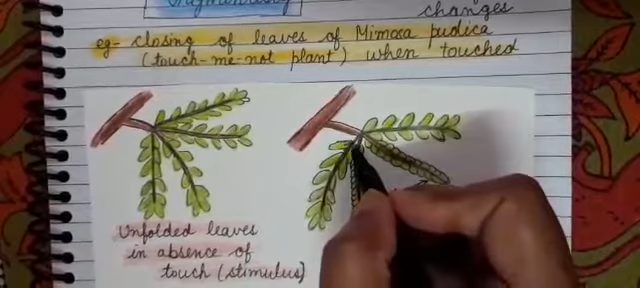 changes
eg- closing of leaves of Mimosa pudica
(touch-me-not plant) when touched
Unfolded leaves
in absence of
touch (stimulus)